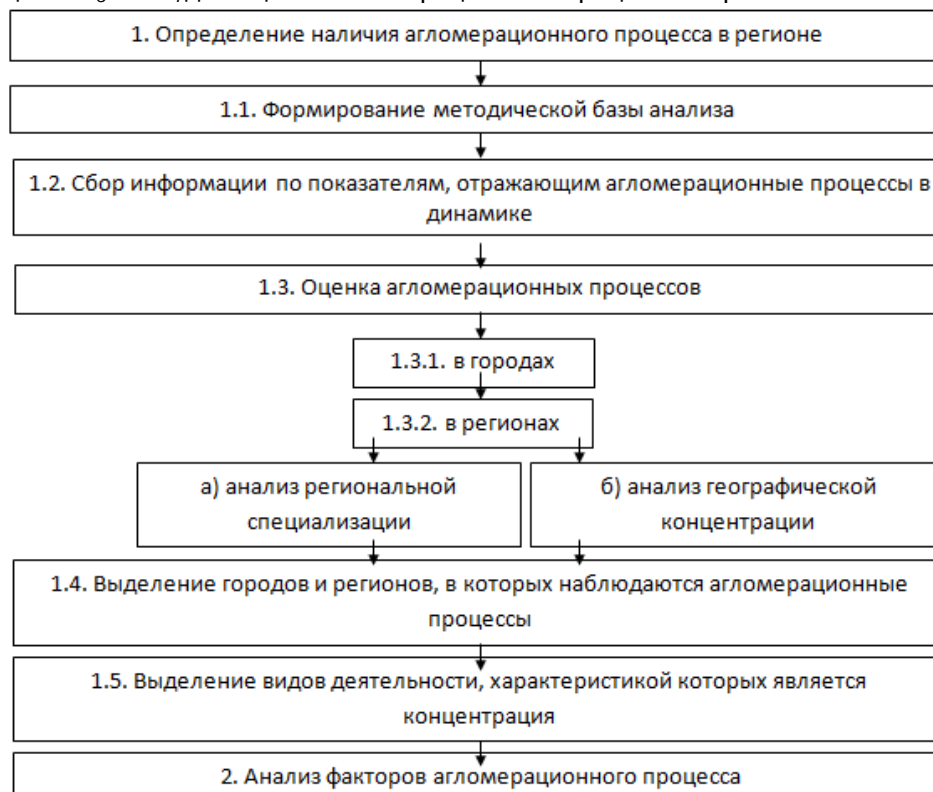 1. Определение наличия агломерационного процесса в регионе
1.1. Формирование методической базы анализа
1.2. Сбор информации по показателям, отражающим агломерационные процессы в
динамике
1.3. Оценка агломерационных процессов
1.3.1. в городах
1.3.2. в регионах
а) анализ региональной
специализации
б) анализ географической
концентрации
1.4. Выделение городов и регионов, в которых наблюдаются агломерационные
процессы
1.5. Выделение видов деятельности, характеристикой которых является
концентрация
2. Анализ факторов агломерационного процесса